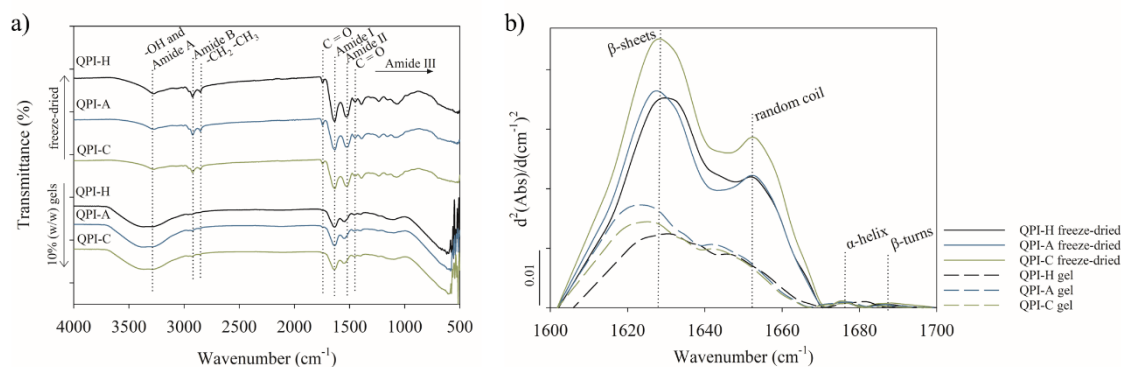 a)
-OH and
Amide A
Amide B
-CH2 -CH3
C = O
Amide I
Amide II
C = O
Amide III
Transmittance (%)
freeze-dried
10% (w/w) gels
QPI-H
QPI-A
QPI-C
QPI-H
QPI-A
QPI-C
4000 3500 3000 2500 2000 1500 1000 500
Wavenumber (cm-1)
b)
β-sheets
random coil
α-helix
β-turns
d2(Abs)/d(cm-1)2
0.01
1600 1620 1640 1660 1680 1700
Wavenumber (cm-1)
QPI-H freeze-dried
QPI-A freeze-dried
QPI-C freeze-dried
QPI-H gel
QPI-A gel
QPI-C gel